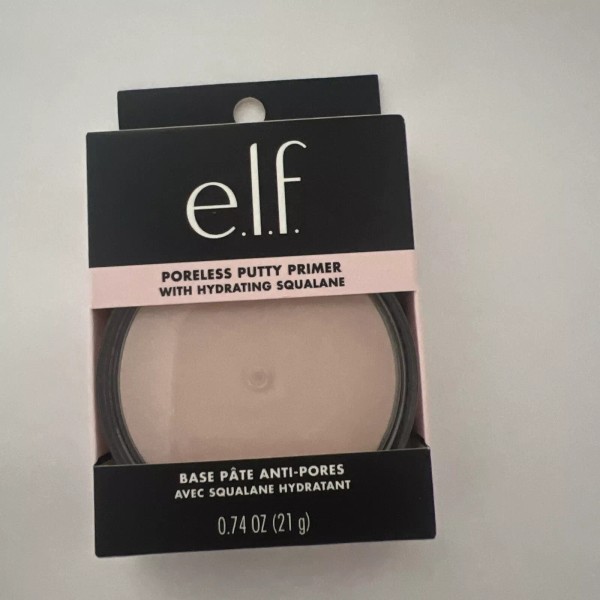 e.l.f.
PORELESS PUTTY PRIMER
WITH HYDRATING SQUALANE
BASE PÂTE ANTI-PORES
AVEC SQUALANE HYDRATANT
0.74 OZ (21 g)